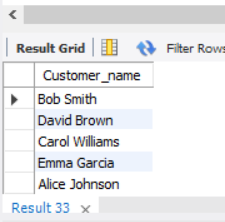 Result Grid Filter Rows
Customer_name
Bob Smith
David Brown
Carol Williams
Emma Garcia
Alice Johnson
Result 33 ×